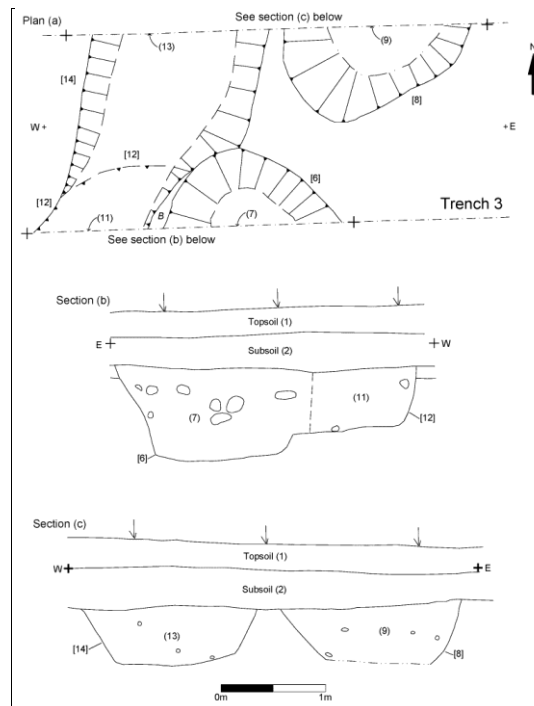 Plan (a)
See section (c) below
(13)
(9)
N
[14]
[8]
W
E
[12]
[12]
[6]
B
(7)
(11)
Trench 3
See section (b) below
Section (b)
Topsoil (1)
E
W
Subsoil (2)
(7)
(11)
[12]
[6]
Section (c)
Topsoil (1)
W
E
Subsoil (2)
[14]
(13)
(9)
[8]
0m
1m